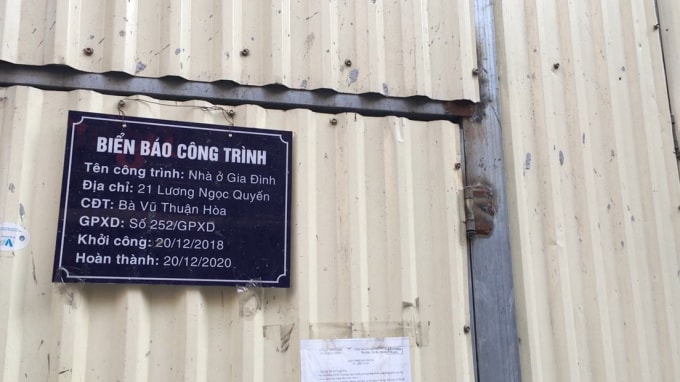 BIỂN BÁO CÔNG TRÌNH
Tên công trình: Nhà ở Gia Đình
Địa chỉ: 21 Lương Ngọc Quyến
CĐT: Bà Vũ Thuận Hòa
GPXD: Số 252/GPXD
Khởi công: 20/12/2018
Hoàn thành: 20/12/2020